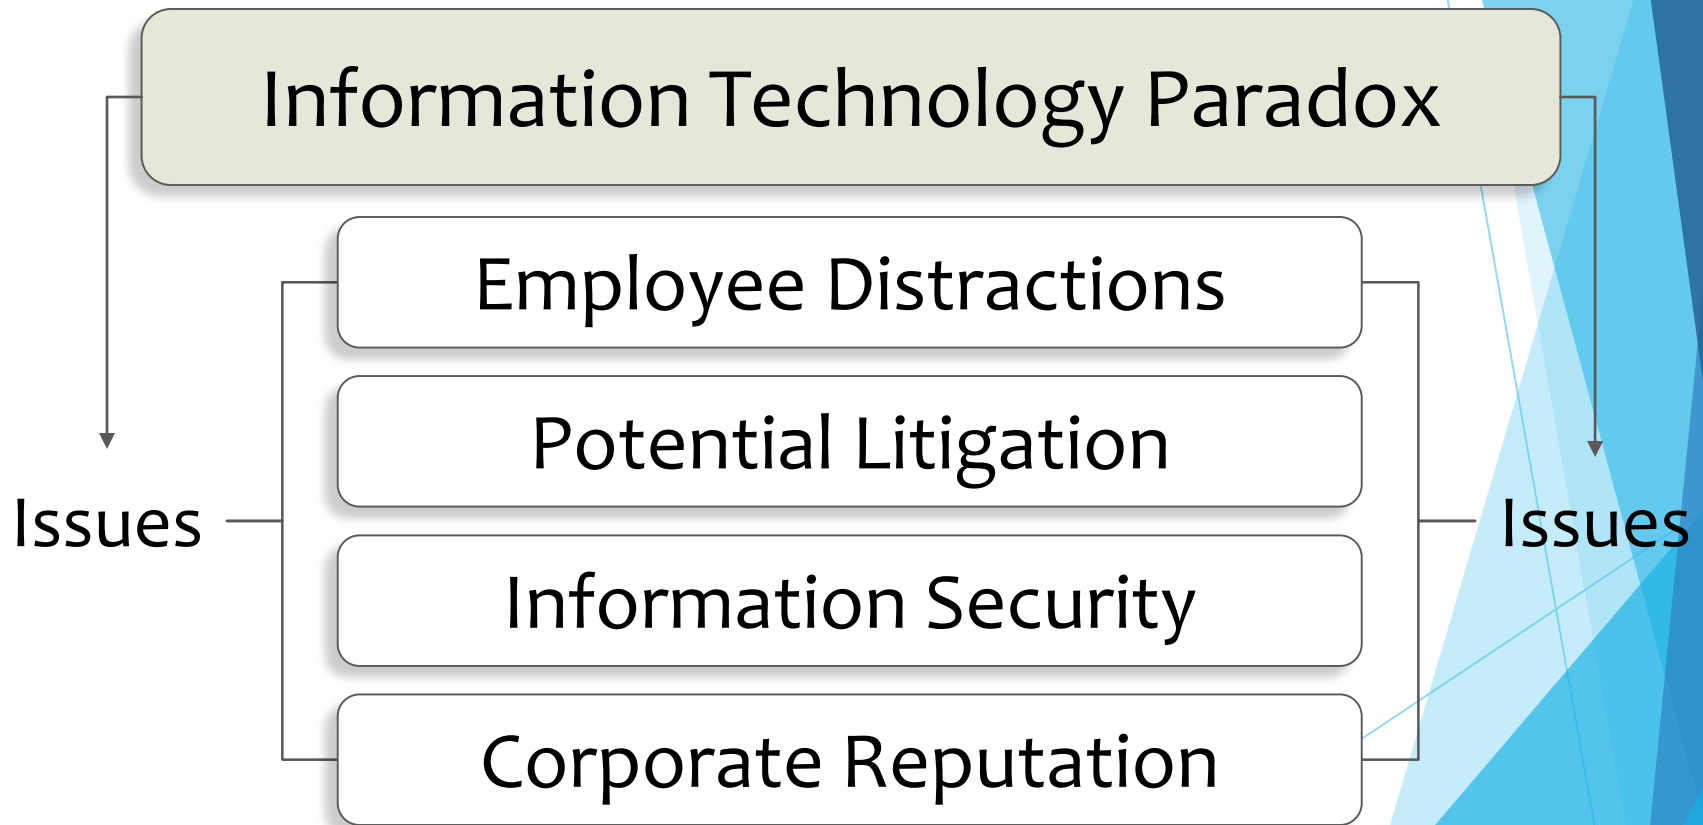 Information Technology Paradox
Employee Distractions
Potential Litigation
Issues
Issues
Information Security
Corporate Reputation